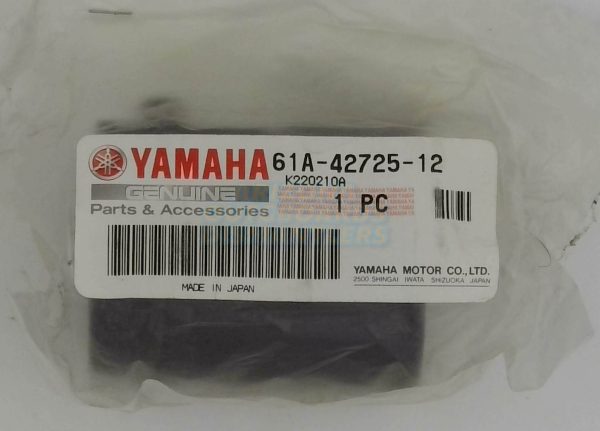 YAMAHA 61A-42725-12
GENUINE K220210A
Parts & Accessories 1 PC
YAMAHA MOTOR CO.,LTD.
2500 SHINGAI IWATA SHIZUOKA JAPAN
MADE IN JAPAN